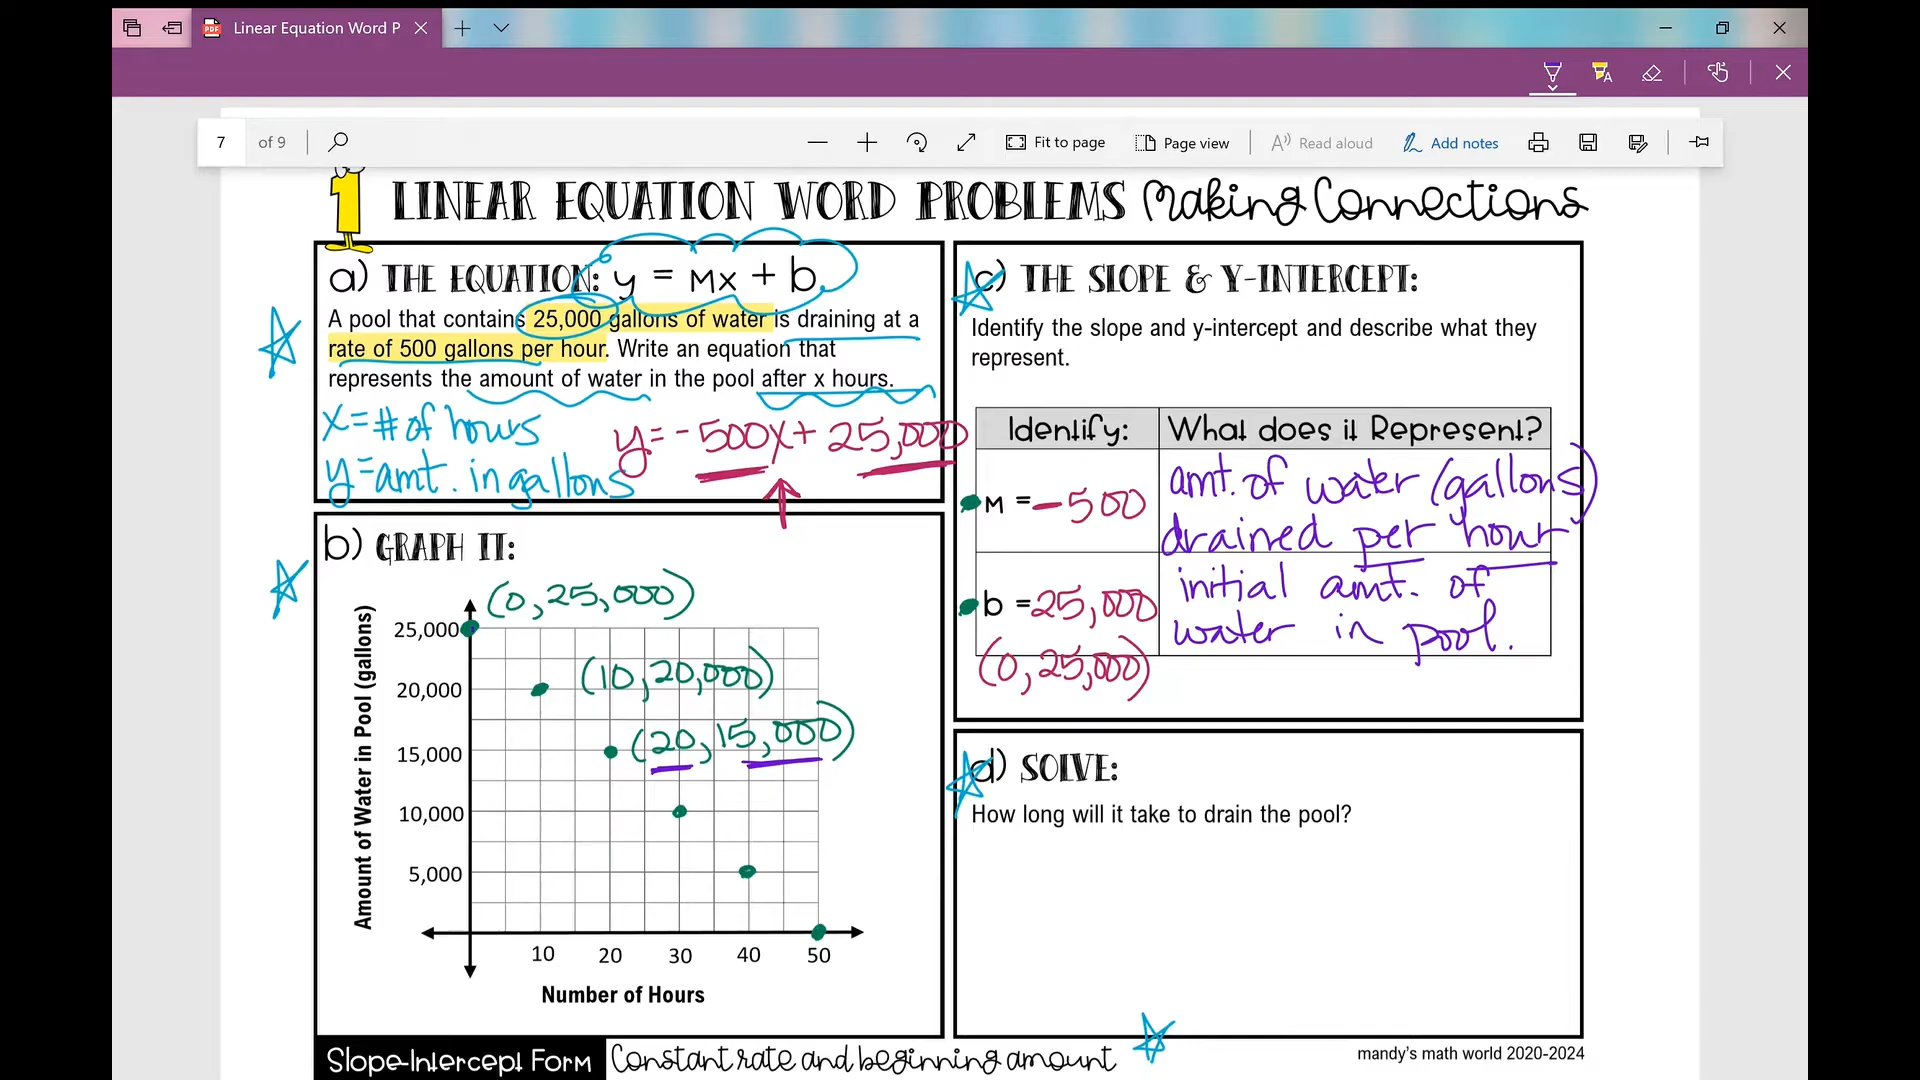 Linear Equation Word P
7 of 9
Fit to page
Page view
Read aloud
Add notes
1 LINEAR EQUATION WORD PROBLEMS Making Connections
a) THE EQUATION: y = Mx + b
A pool that contains 25,000 gallons of water is draining at a
rate of 500 gallons per hour. Write an equation that
represents the amount of water in the pool after x hours.
x = # of hours
y = amt. in gallons
y = -500x + 25,000
b) GRAPH IT:
(0, 25,000)
(10, 20,000)
(20, 15,000)
Amount of Water in Pool (gallons)
25,000
20,000
15,000
10,000
5,000
10 20 30 40 50
Number of Hours
c) THE SLOPE & Y-INTERCEPT:
Identify the slope and y-intercept and describe what they
represent.
Identify: What does it Represent?
M = -500
amt. of water (gallons)
drained per hour
b = 25,000
(0, 25,000)
initial amt. of
water in pool.
d) SOLVE:
How long will it take to drain the pool?
Slope-Intercept Form Constant rate and beginning amount
mandy's math world 2020-2024